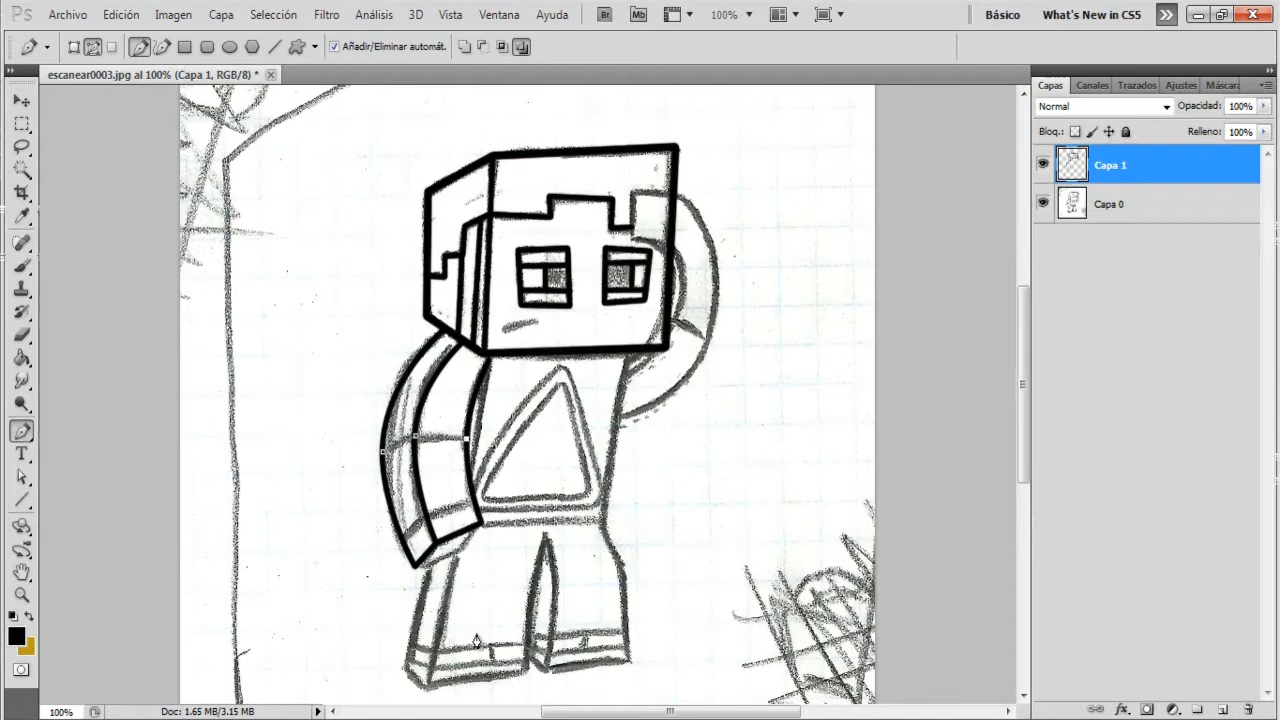 Ps Archivo Edición Imagen Capa Selección Filtro Análisis 3D Vista Ventana Ayuda Br Mb 100% Básico What's New in CS5
Añadir/Eliminar automát.
escanear0003.jpg al 100% (Capa 1, RGB/8) *
Capas Canales Trazados Ajustes Máscara
Normal Opacidad: 100%
Bloq.: Relleno: 100%
Capa 1
Capa 0
100% Doc: 1.65 MB/3.15 MB